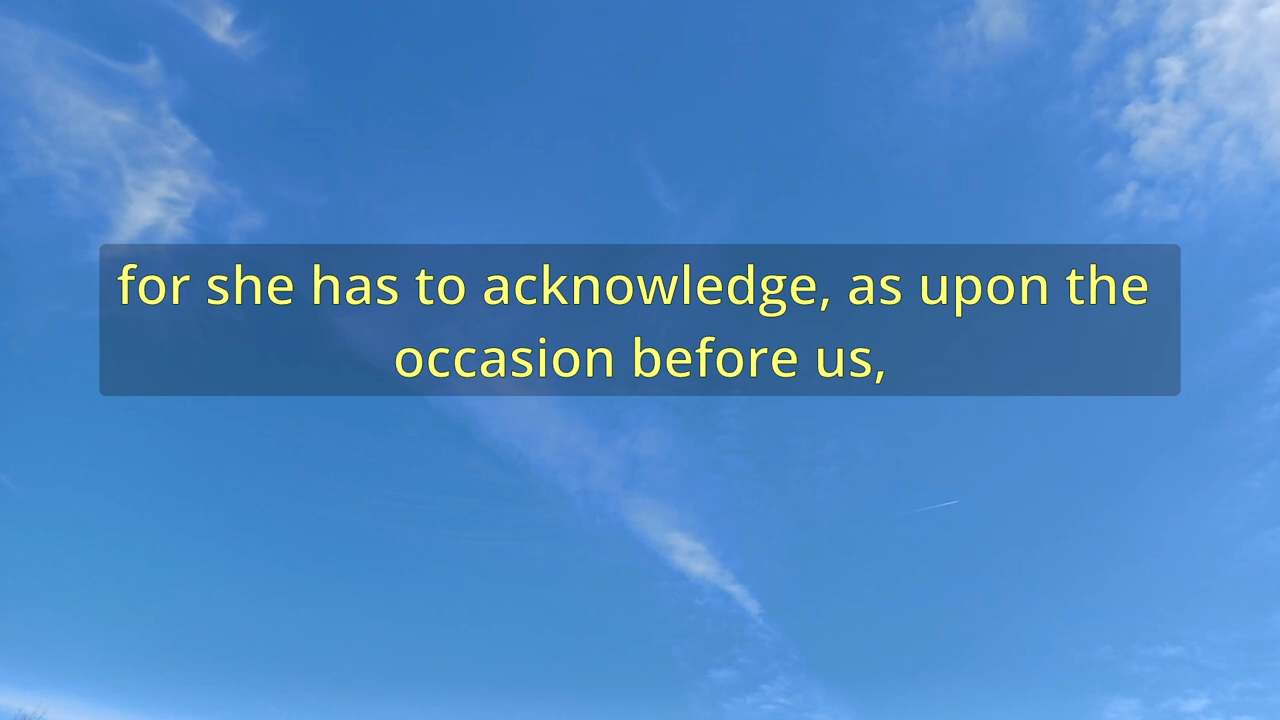 for she has to acknowledge, as upon the
occasion before us,